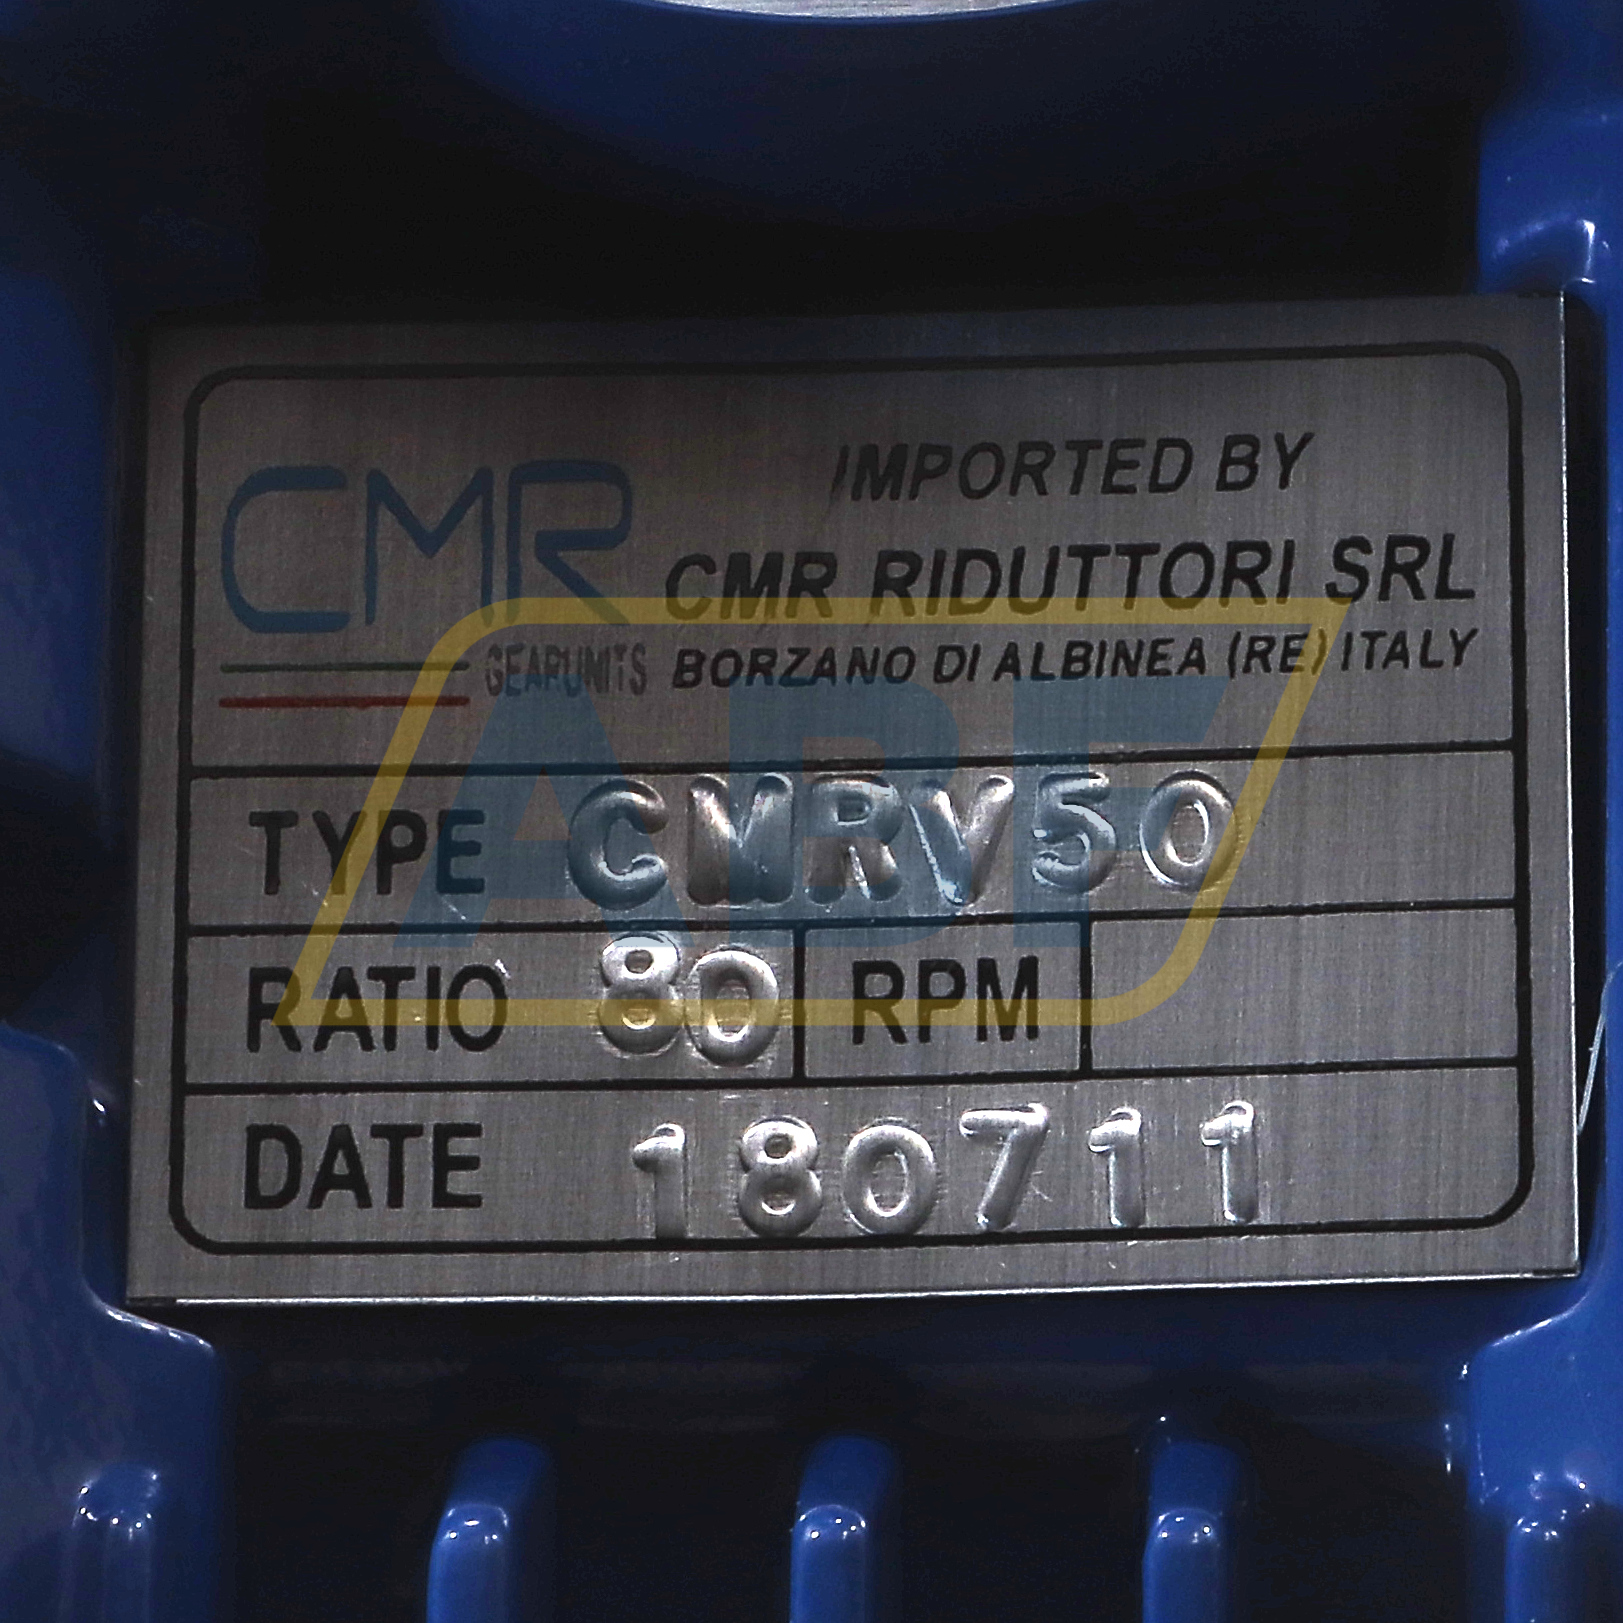 CMR
GEARUNITS
IMPORTED BY
CMR RIDUTTORI SRL
BORZANO DI ALBINEA (RE) ITALY
TYPE CMRV50
RATIO 80 RPM
DATE 180711
ABF